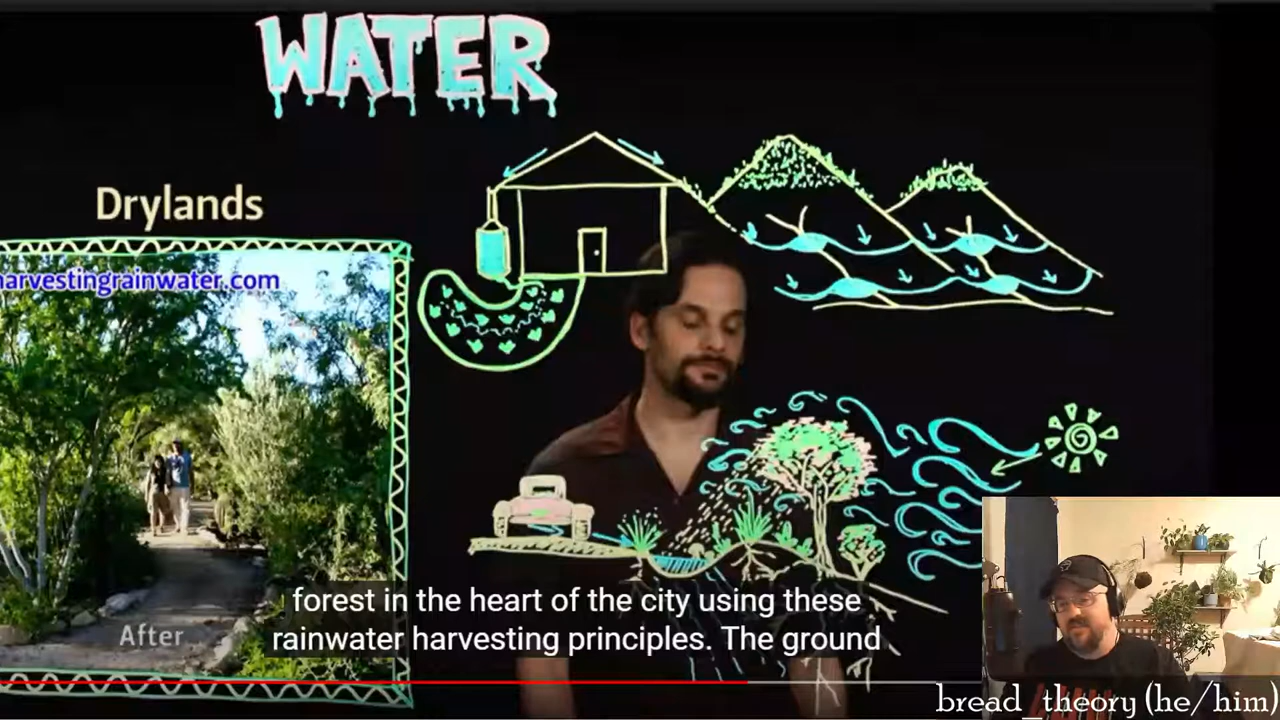 WATER
Drylands
harvestingrainwater.com
After
forest in the heart of the city using these
rainwater harvesting principles. The ground
bread_theory (he/him)